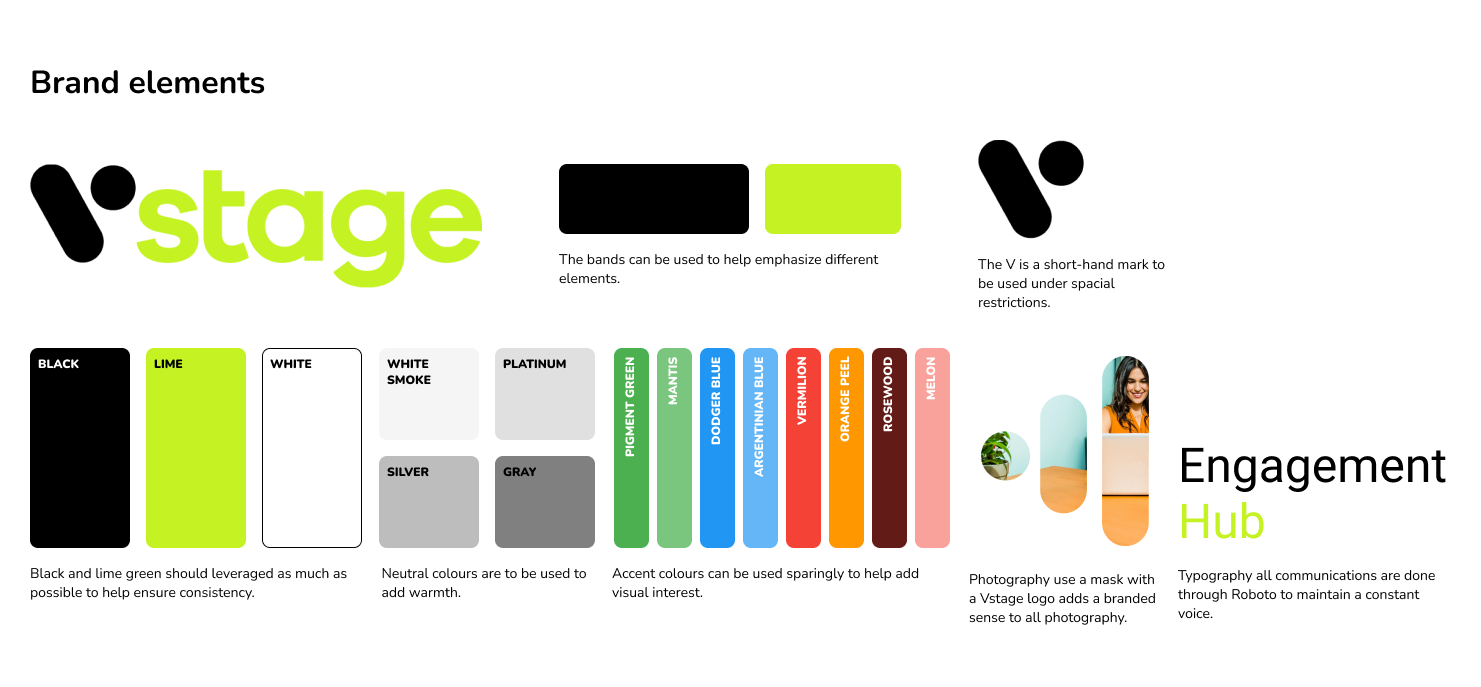 Brand elements
Vstage
The bands can be used to help emphasize different
elements.
The V is a short-hand mark to
be used under spacial
restrictions.
BLACK
LIME
WHITE
WHITE
SMOKE
PLATINUM
SILVER
GRAY
PIGMENT GREEN
MANTIS
DODGER BLUE
ARGENTINIAN BLUE
VERMILION
ORANGE PEEL
ROSEWOOD
MELON
Black and lime green should leveraged as much as
possible to help ensure consistency.
Neutral colours are to be used to
add warmth.
Accent colours can be used sparingly to help add
visual interest.
Photography use a mask with
a Vstage logo adds a branded
sense to all photography.
Engagement
Hub
Typography all communications are done
through Roboto to maintain a constant
voice.